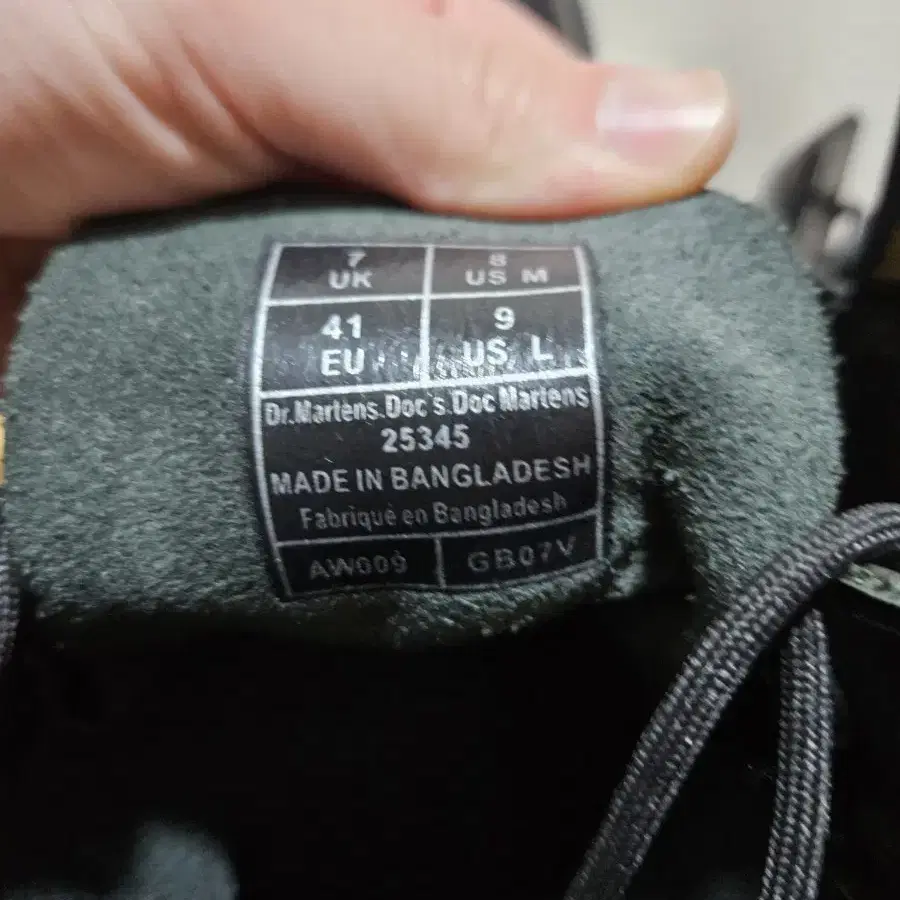 7
UK
8
US M
41
EU
9
US L
Dr.Martens.Doc's.Doc Martens
25345
MADE IN BANGLADESH
Fabriqué en Bangladesh
AW009
GB07V